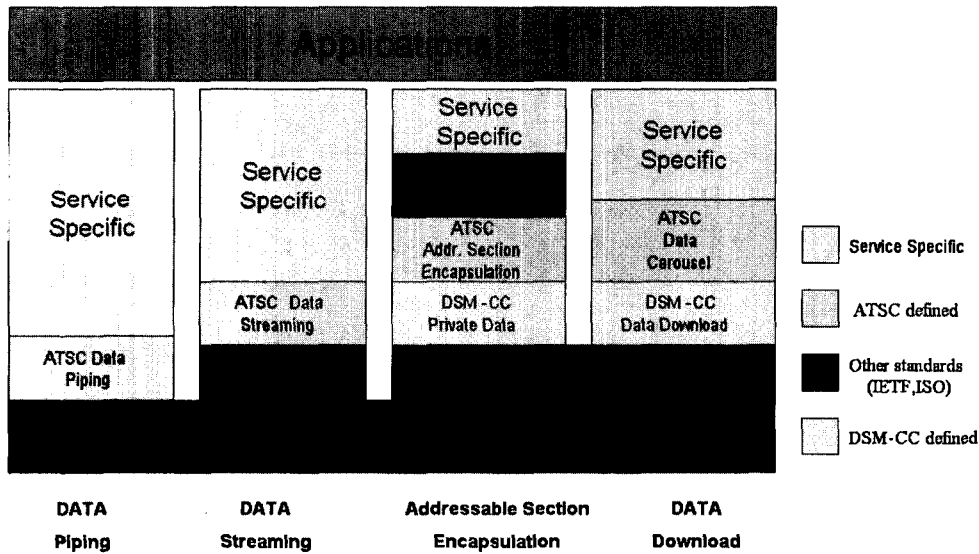 Applications
Service
Specific
ATSC Data
Piping
Service
Specific
ATSC Data
Streaming
Service
Specific
ATSC
Addr. Section
Encapsulation
DSM-CC
Private Data
Service
Specific
ATSC
Data
Carousel
DSM-CC
Data Download
Service Specific
ATSC defined
Other standards
(IETF,ISO)
DSM-CC defined
DATA
Piping
DATA
Streaming
Addressable Section
Encapsulation
DATA
Download